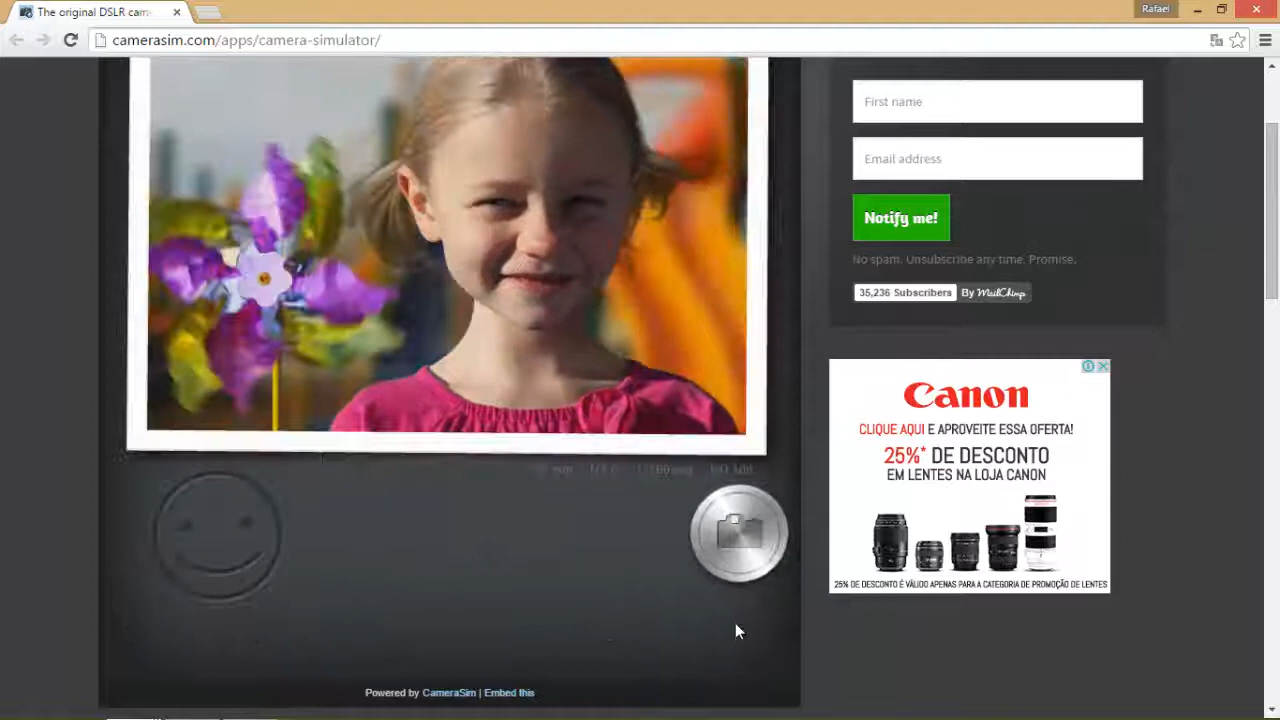 The original DSLR cam
Rafael
camerasim.com/apps/camera-simulator/
First name
Email address
Notify me!
No spam. Unsubscribe any time. Promise.
35,236 Subscribers By MailChimp
Canon
CLIQUE AQUI E APROVEITE ESSA OFERTA!
25%* DE DESCONTO
EM LENTES NA LOJA CANON
25% DE DESCONTO É VÁLIDO APENAS PARA A CATEGORIA DE PROMOÇÃO DE LENTES
Powered by CameraSim | Embed this